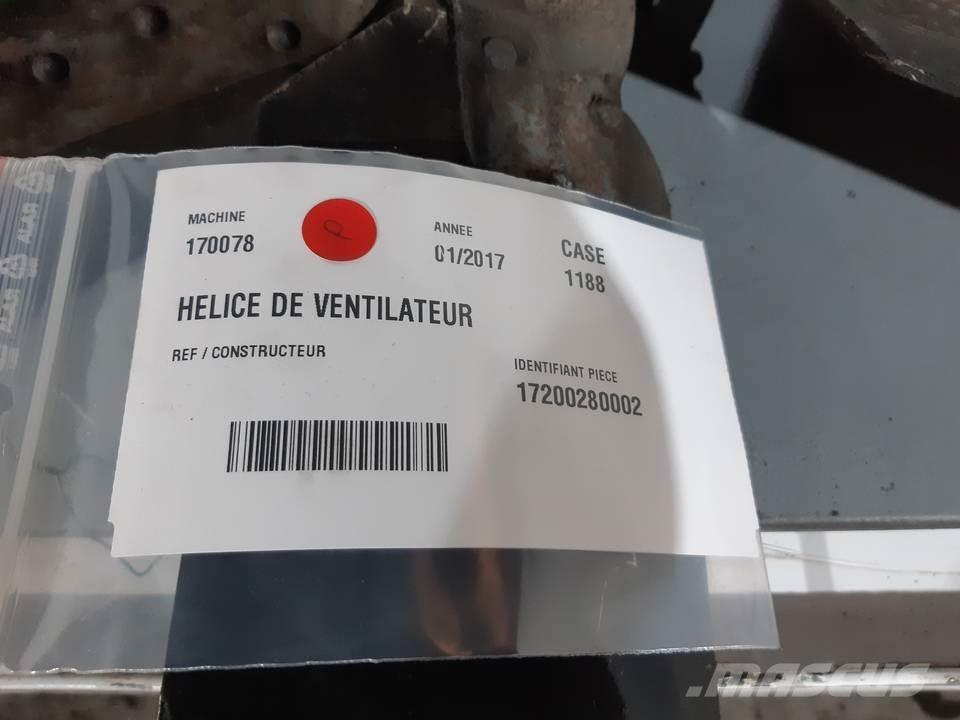 MACHINE
170078
P
ANNEE
01/2017
CASE
1188
HELICE DE VENTILATEUR
REF / CONSTRUCTEUR
IDENTIFIANT PIECE
17200280002
MASCUS